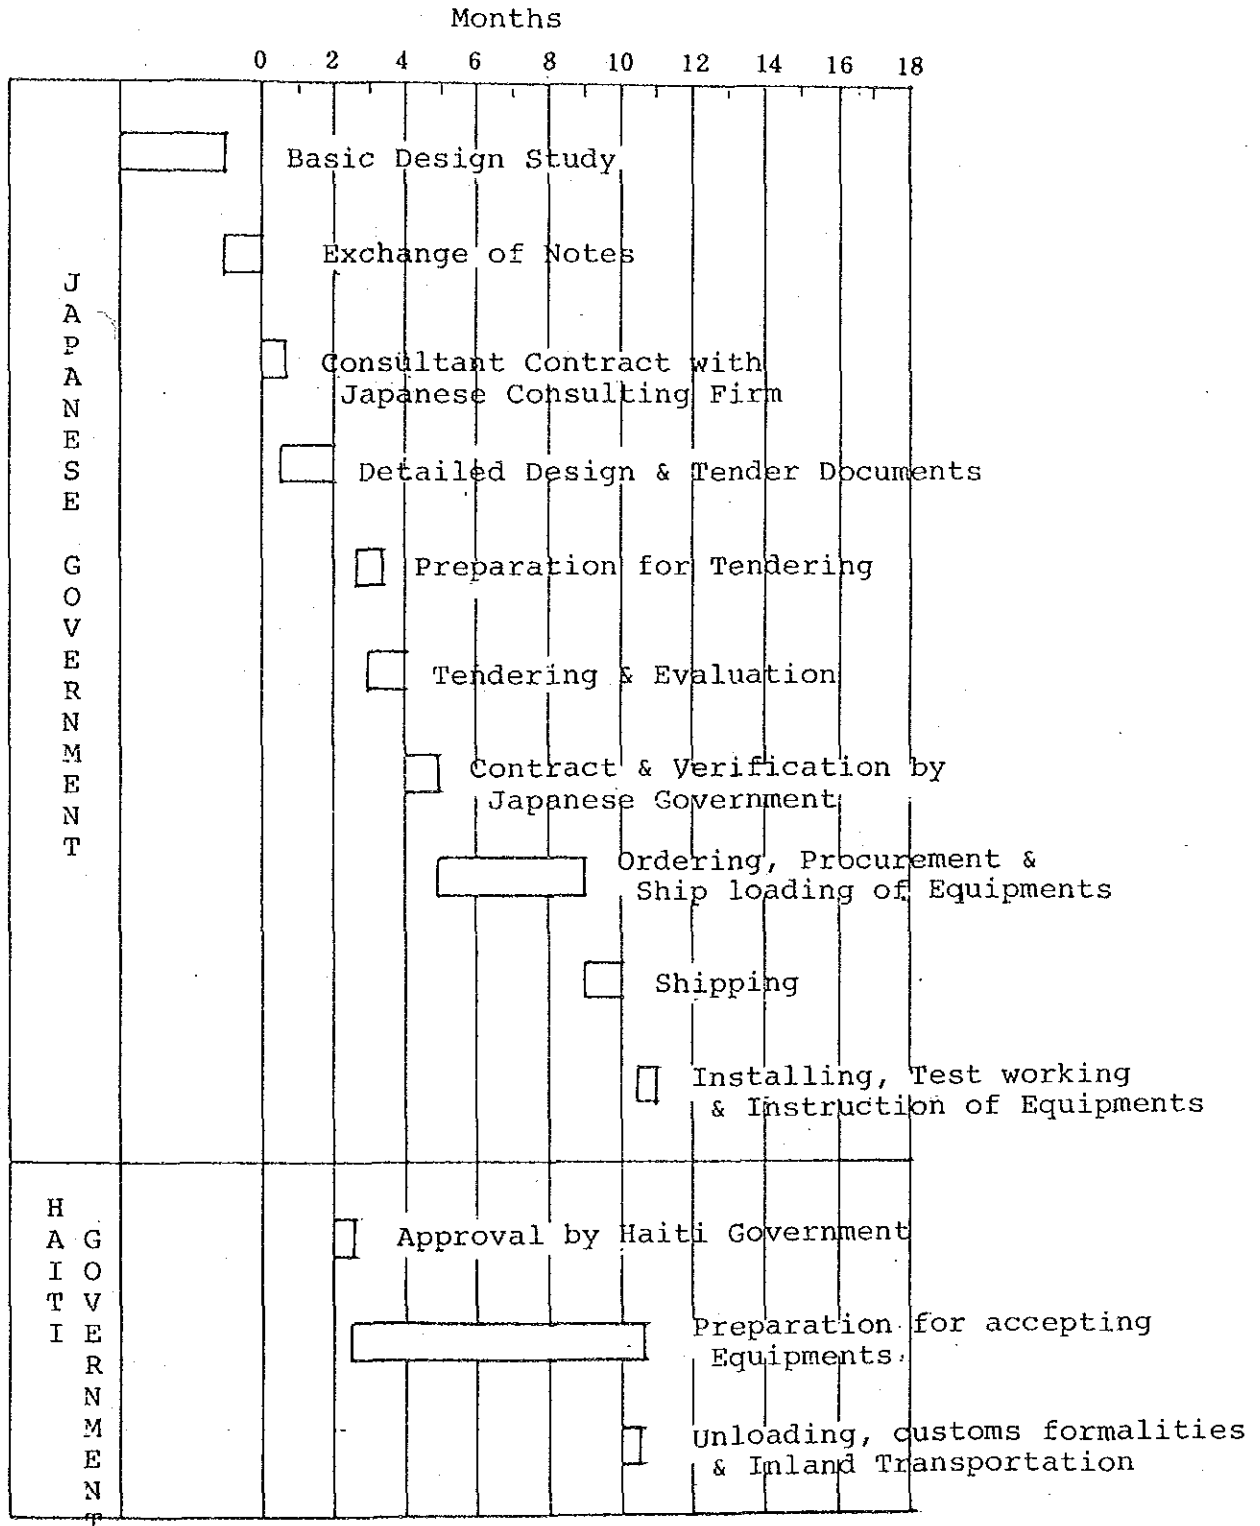 Months
0 2 4 6 8 10 12 14 16 18
JAPANESE GOVERNMENT
Basic Design Study
Exchange of Notes
Consultant Contract with
Japanese Consulting Firm
Detailed Design & Tender Documents
Preparation for Tendering
Tendering & Evaluation
Contract & Verification by
Japanese Government
Ordering, Procurement &
Ship loading of Equipments
Shipping
Installing, Test working
& Instruction of Equipments
HAITI
GOVERNMENT
Approval by Haiti Government
Preparation for accepting
Equipments
Unloading, customs formalities
& Inland Transportation